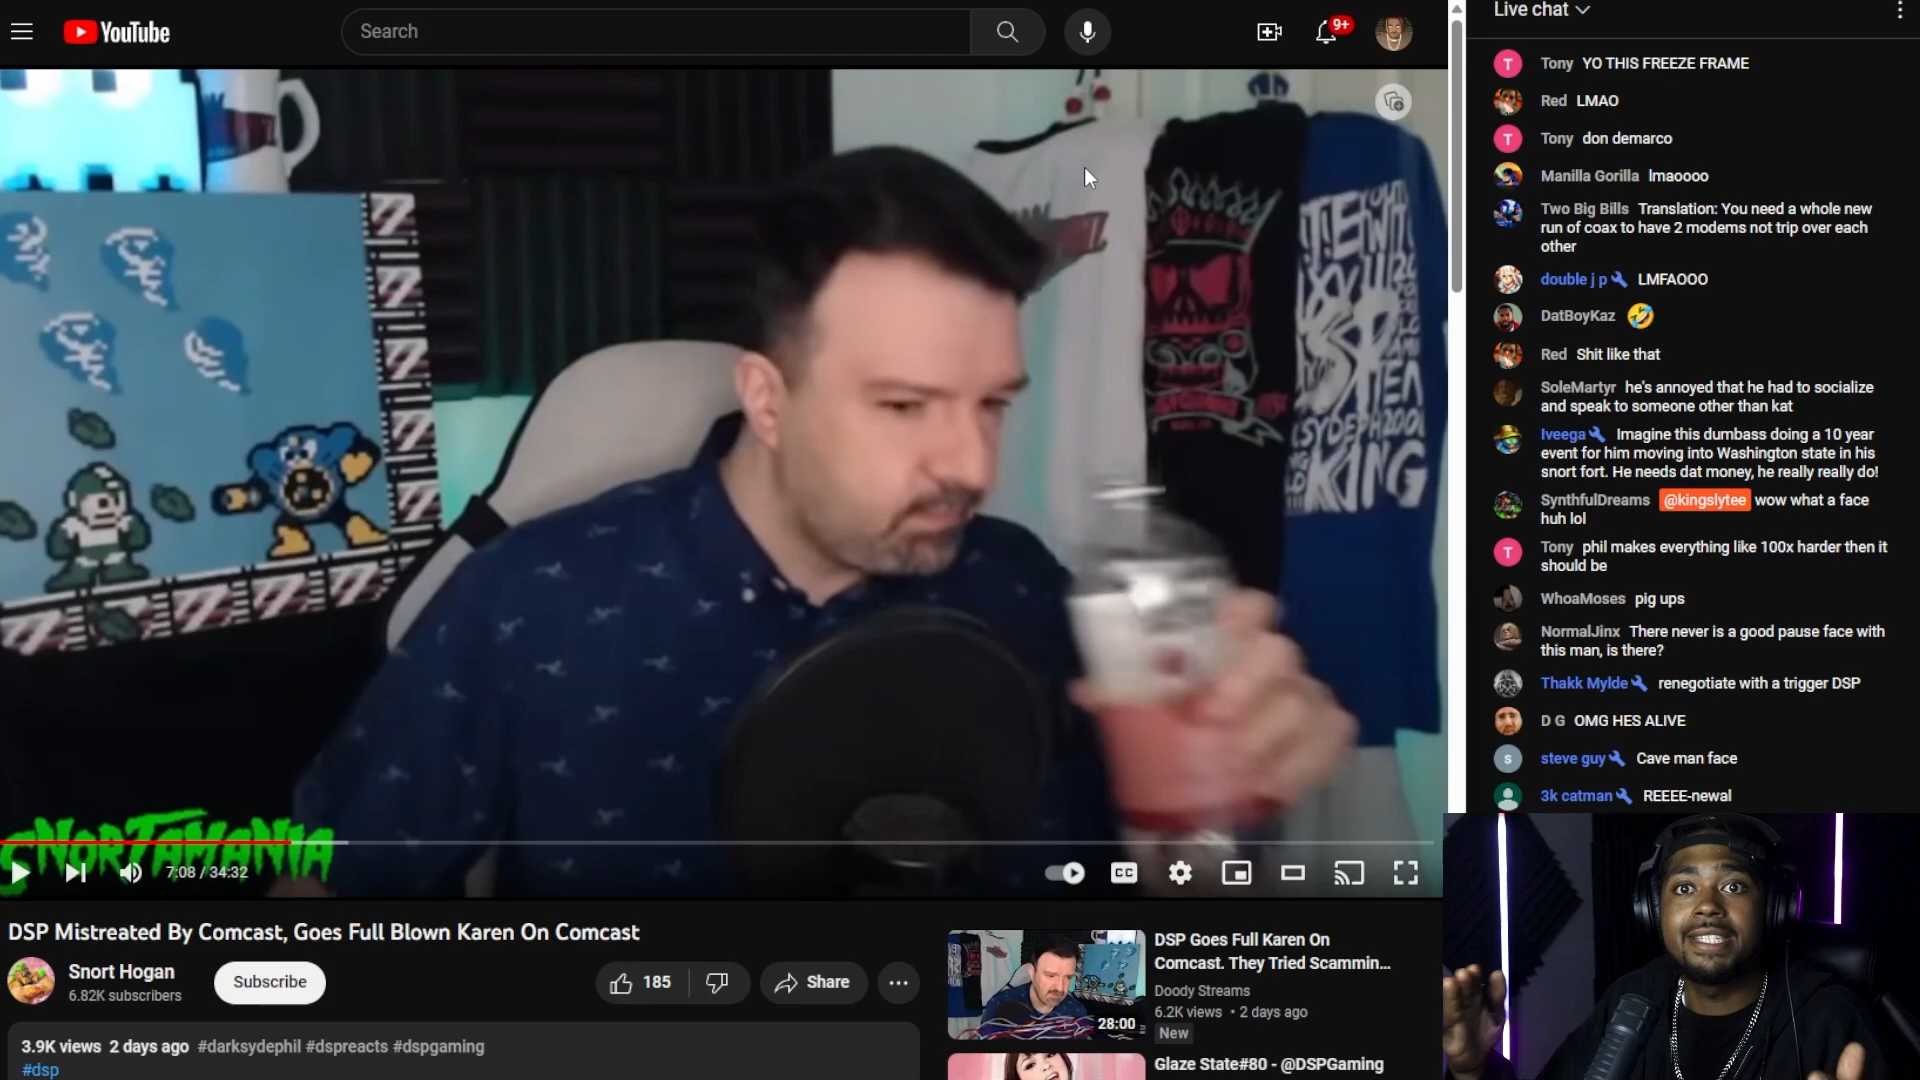 YouTube
Search
9+
Live chat
T Tony YO THIS FREEZE FRAME
Red LMAO
T Tony don demarco
Manilla Gorilla lmaoooo
Two Big Bills Translation: You need a whole new
run of coax to have 2 modems not trip over each
other
double j p LMFAOOO
DatBoyKaz 🤣
Red Shit like that
SoleMartyr he's annoyed that he had to socialize
and speak to someone other than kat
Iveega Imagine this dumbass doing a 10 year
event for him moving into Washington state in his
snort fort. He needs dat money, he really really do!
SynthfulDreams @kingslytee wow what a face
huh lol
T Tony phil makes everything like 100x harder then it
should be
WhoaMoses pig ups
NormalJinx There never is a good pause face with
this man, is there?
Thakk Mylde renegotiate with a trigger DSP
D G OMG HES ALIVE
s steve guy Cave man face
3k catman REEEE-newal
KING
SNORTAMANIA
7:08 / 34:32
CC
DSP Mistreated By Comcast, Goes Full Blown Karen On Comcast
Snort Hogan
6.82K subscribers
Subscribe
185
Share
3.9K views 2 days ago #darksydephil #dspreacts #dspgaming
#dsp
28:00
DSP Goes Full Karen On
Comcast. They Tried Scammin...
Doody Streams
6.2K views • 2 days ago
New
Glaze State#80 - @DSPGaming